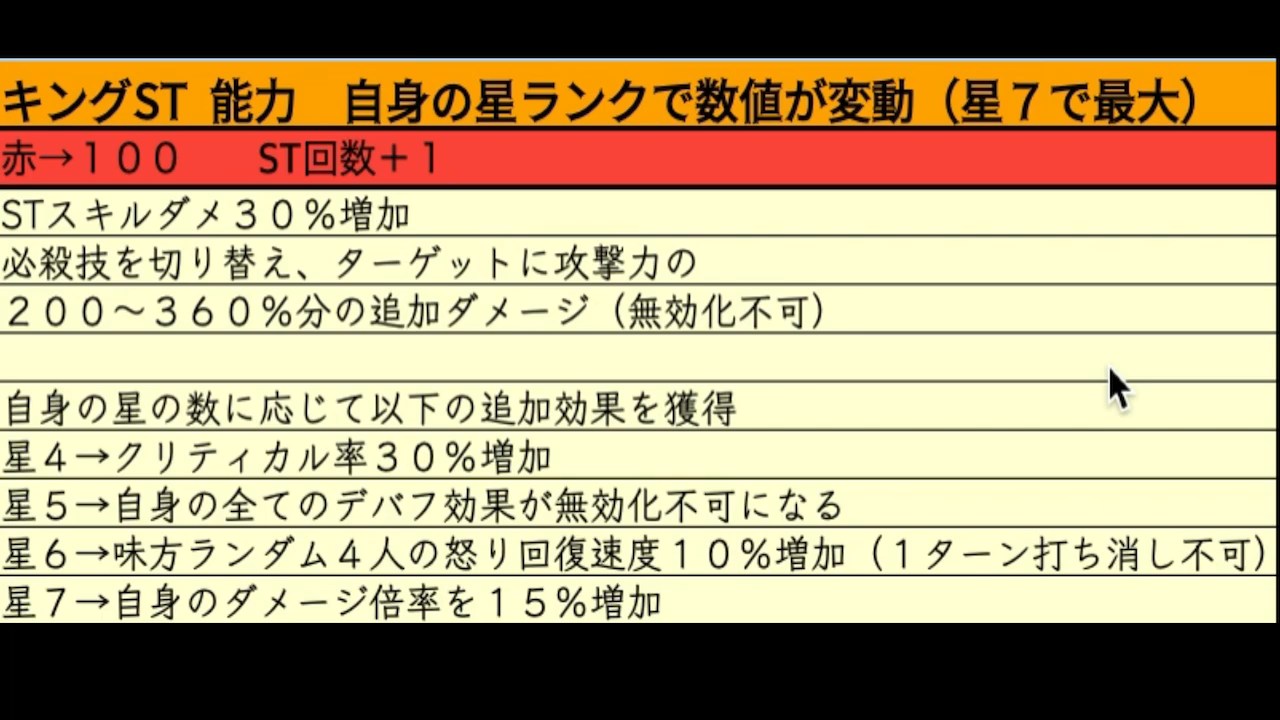 キングST 能力　自身の星ランクで数値が変動（星７で最大）
赤→１００　　ST回数＋１
STスキルダメ３０％増加
必殺技を切り替え、ターゲットに攻撃力の
２００～３６０％分の追加ダメージ（無効化不可）
自身の星の数に応じて以下の追加効果を獲得
星４→クリティカル率３０％増加
星５→自身の全てのデバフ効果が無効化不可になる
星６→味方ランダム４人の怒り回復速度１０％増加（１ターン打ち消し不可）
星７→自身のダメージ倍率を１５％増加